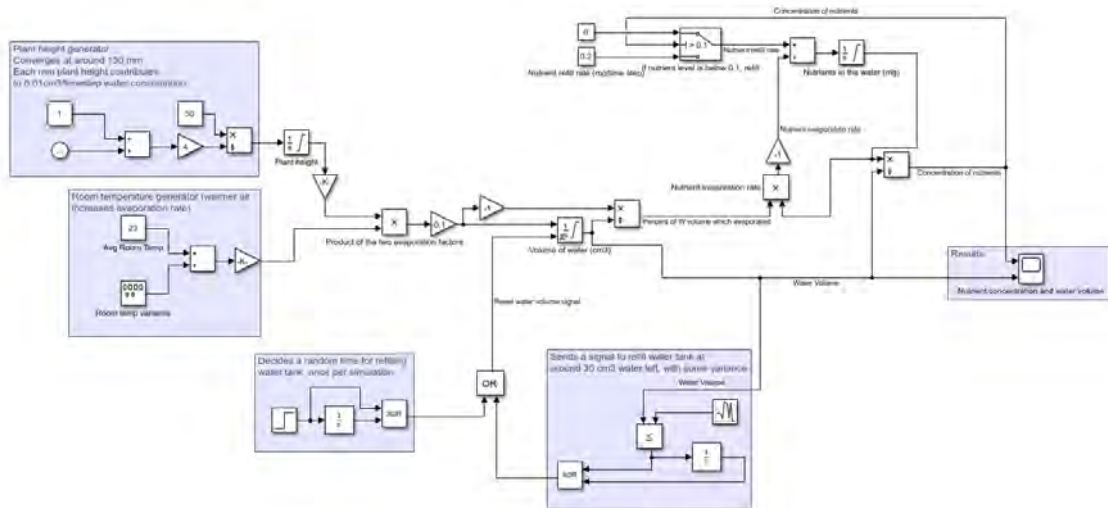 Concentration of nutrients
Plant height generator
Converges at around 130 mm
Each mm plant height contributes
to 0.01cm3/timestep water consumption
1
50
Plant height
Room temperature generator (warmer air
increases evaporation rate)
23
Avg Room Temp
Room temp variants
Product of the two evaporation factors
0.1
-1
Volume of water (cm3)
Percent of W volume which evaporated
0
0.2
Nutrient refill rate (mg/time step)
> 0.1
If nutrient level is below 0.1, refill
Nutrient refill rate
Nutrients in the water (mg)
Nutrient evaporation rate
-1
Nutrient evaporation rate
Concentration of nutrients
Results
Nutrient concentration and water volume
Water Volume
Reset water volume signal
Decides a random time for refilling
water tank, once per simulation
XOR
OR
Sends a signal to refill water tank at
around 30 cm3 water left, with some variance
Water Volume
≤
XOR